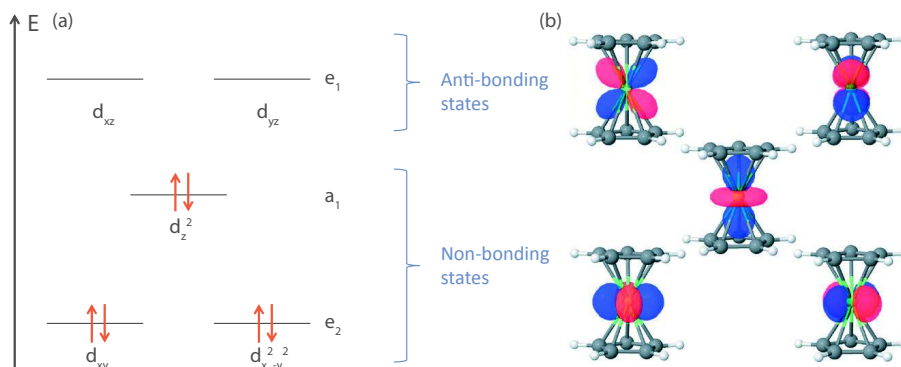 E (a)
(b)
e1
Anti-bonding
states
dxz
dyz
a1
dz2
Non-bonding
states
e2
dxy
dx2-y2